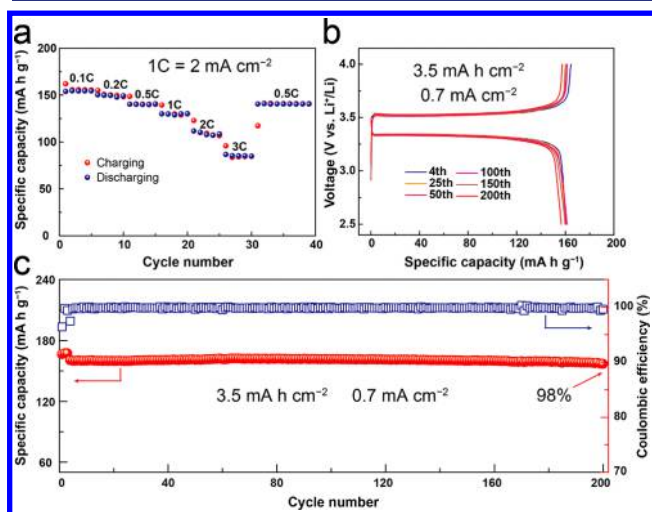 a
Specific capacity (mA h g⁻¹)
200
150
100
50
0
0.1C
0.2C
0.5C
1C
2C
3C
0.5C
1C = 2 mA cm⁻²
Charging
Discharging
0 10 20 30 40
Cycle number
b
Voltage (V vs. Li⁺/Li)
4.0
3.5
3.0
2.5
3.5 mA h cm⁻²
0.7 mA cm⁻²
4th 100th
25th 150th
50th 200th
0 40 80 120 160 200
Specific capacity (mA h g⁻¹)
c
Specific capacity (mA h g⁻¹)
240
210
180
150
120
90
60
3.5 mA h cm⁻² 0.7 mA cm⁻²
98%
100
90
80
70
Coulombic efficiency (%)
0 40 80 120 160 200
Cycle number